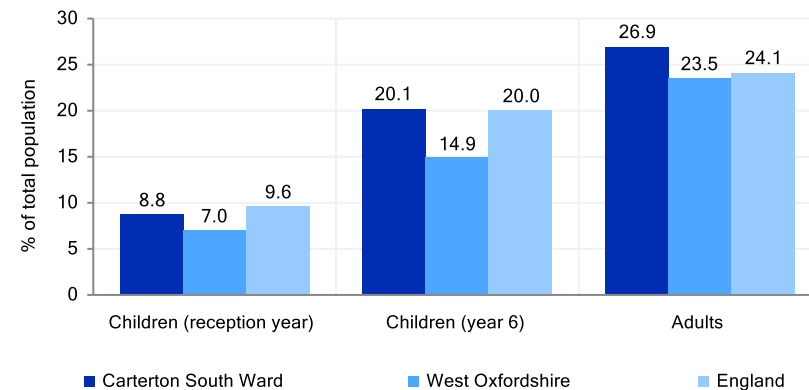 30
25
20
15
10
5
0
% of total population
8.8
7.0
9.6
20.1
14.9
20.0
26.9
23.5
24.1
Children (reception year)
Children (year 6)
Adults
Carterton South Ward
West Oxfordshire
England